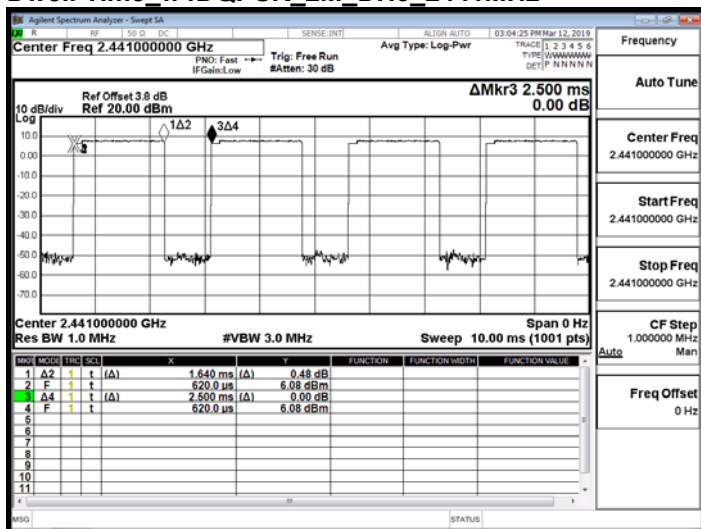 Agilent Spectrum Analyzer - Swept SA
R RF 50 Ω DC SENSE:INT ALIGN AUTO 03:04:25 PM Mar 12, 2019
Center Freq 2.441000000 GHz
PNO: Fast
IFGain:Low
Trig: Free Run
#Atten: 30 dB
Avg Type: Log-Pwr
TRACE 1 2 3 4 5 6
TYPE WWWWWW
DET P N N N N N
Frequency
Auto Tune
Center Freq
2.441000000 GHz
Start Freq
2.441000000 GHz
Stop Freq
2.441000000 GHz
CF Step
1.000000 MHz
Auto Man
Freq Offset
0 Hz
ΔMkr3 2.500 ms
0.00 dB
Ref Offset 3.8 dB
10 dB/div Ref 20.00 dBm
Log
1Δ2 3Δ4
10.0
0.00
-10.0
-20.0
-30.0
-40.0
-50.0
-60.0
-70.0
Center 2.441000000 GHz Span 0 Hz
Res BW 1.0 MHz #VBW 3.0 MHz Sweep 10.00 ms (1001 pts)
MKR MODE TRC SCL X Y FUNCTION FUNCTION WIDTH FUNCTION VALUE
1 Δ2 1 t (Δ) 1.640 ms (Δ) 0.48 dB
2 F 1 t 620.0 µs 6.08 dBm
3 Δ4 1 t (Δ) 2.500 ms (Δ) 0.00 dB
4 F 1 t 620.0 µs 6.08 dBm
5
6
7
8
9
10
11
MSG STATUS